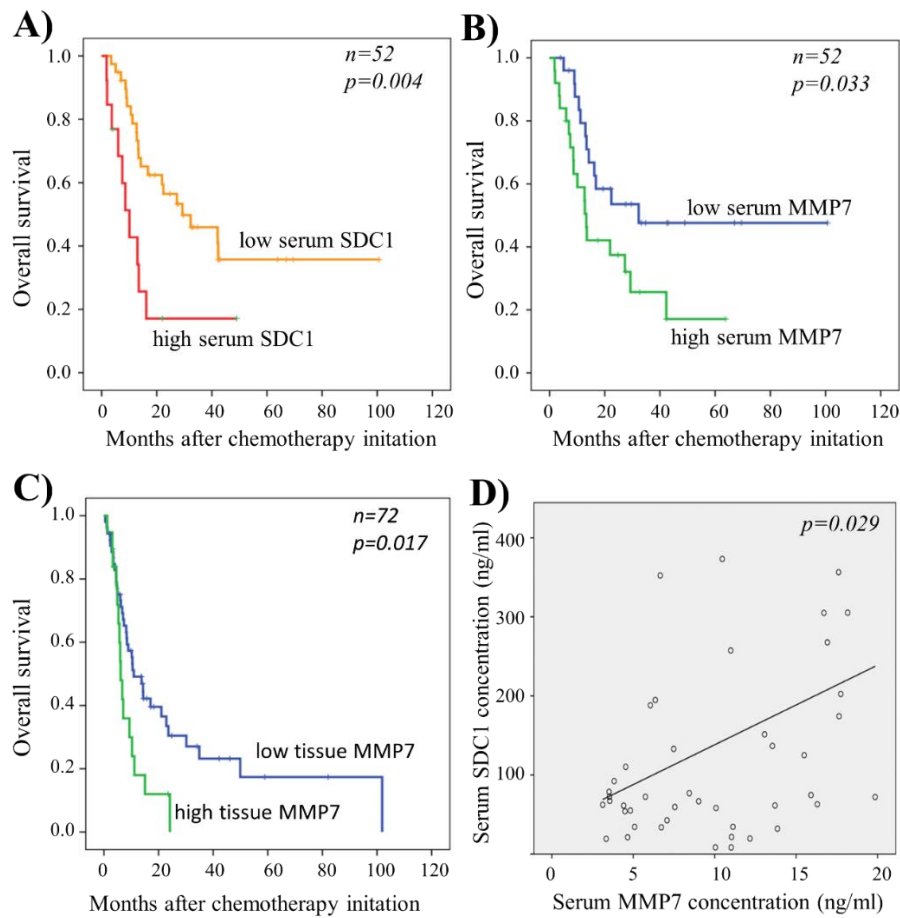 A)
n=52
p=0.004
1.0
0.8
0.6
0.4
0.2
0.0
Overall survival
low serum SDC1
high serum SDC1
0 20 40 60 80 100 120
Months after chemotherapy initation
B)
n=52
p=0.033
1.0
0.8
0.6
0.4
0.2
0.0
Overall survival
low serum MMP7
high serum MMP7
0 20 40 60 80 100 120
Months after chemotherapy initation
C)
n=72
p=0.017
1.0
0.8
0.6
0.4
0.2
0.0
Overall survival
low tissue MMP7
high tissue MMP7
0 20 40 60 80 100 120
Months after chemotherapy initation
D)
p=0.029
400
300
200
100
Serum SDC1 concentration (ng/ml)
0 5 10 15 20
Serum MMP7 concentration (ng/ml)